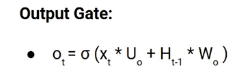 Output Gate:
• o_t = σ (x_t * U_o + H_t-1 * W_o )